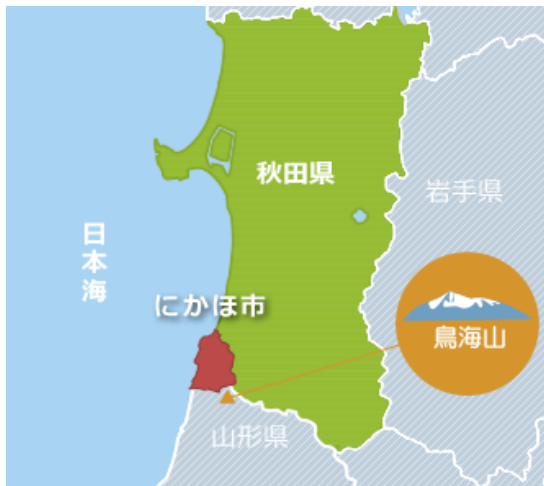 秋田県
岩手県
日本海
にかほ市
鳥海山
山形県